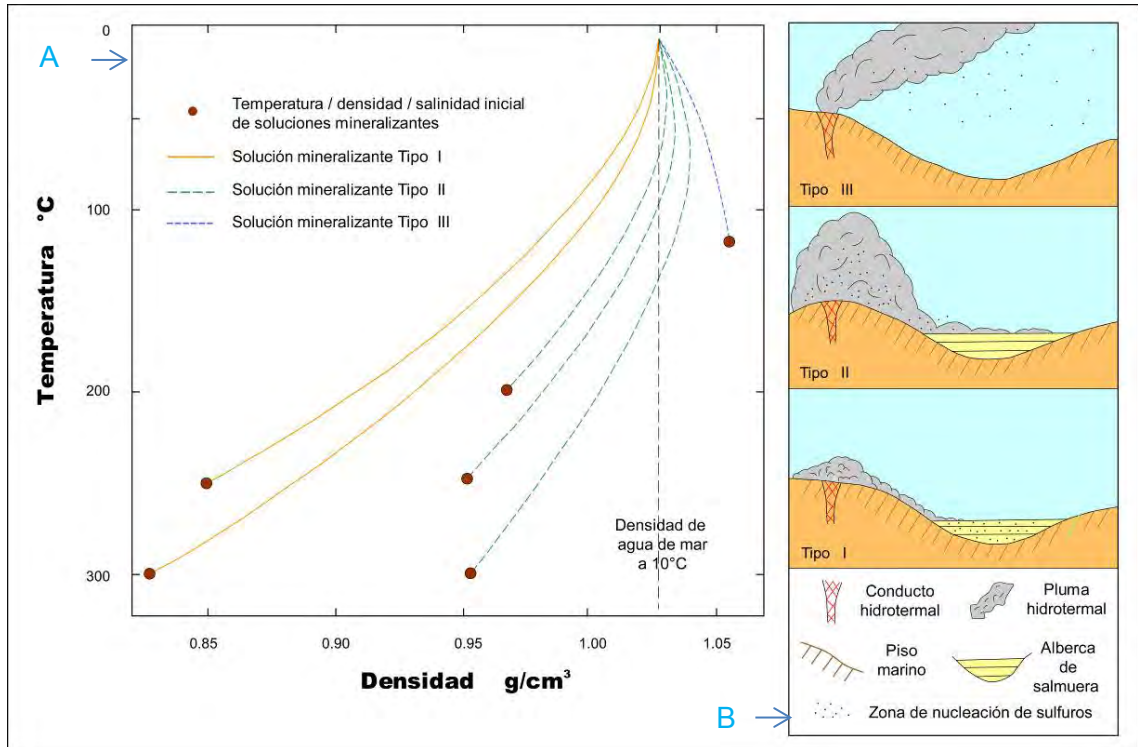 A
Temperatura °C
0
100
200
300
Temperatura / densidad / salinidad inicial
de soluciones mineralizantes
Solución mineralizante Tipo I
Solución mineralizante Tipo II
Solución mineralizante Tipo III
Densidad de
agua de mar
a 10°C
0.85
0.90
0.95
1.00
1.05
Densidad g/cm³
Tipo III
Tipo II
Tipo I
Conducto
hidrotermal
Pluma
hidrotermal
Piso
marino
Alberca
de
salmuera
B
Zona de nucleación de sulfuros